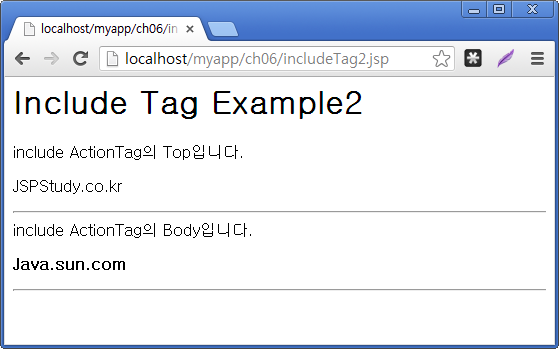 localhost/myapp/ch06/in
localhost/myapp/ch06/includeTag2.jsp
Include Tag Example2
include ActionTag의 Top입니다.
JSPStudy.co.kr
include ActionTag의 Body입니다.
Java.sun.com